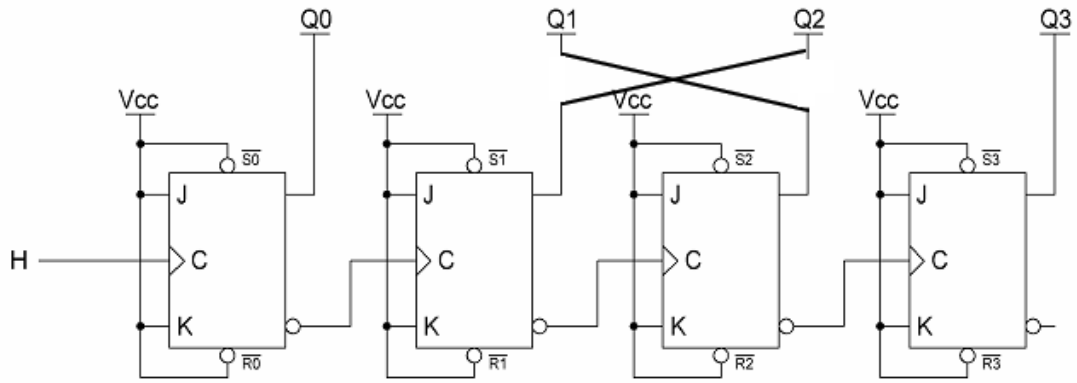 Q0 Q1 Q2 Q3
Vcc Vcc Vcc Vcc
S0 S1 S2 S3
J J J J
H C C C C
K K K K
R0 R1 R2 R3